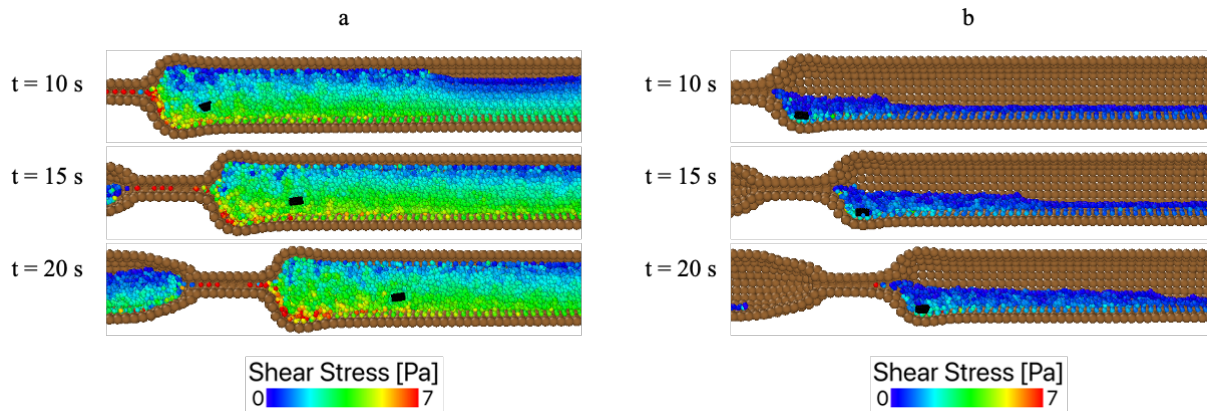 a b
t = 10 s t = 10 s
t = 15 s t = 15 s
t = 20 s t = 20 s
Shear Stress [Pa] Shear Stress [Pa]
0 7 0 7